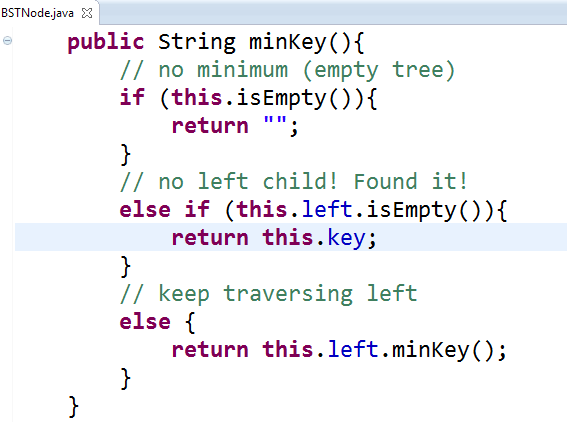 BSTNode.java
public String minKey(){
// no minimum (empty tree)
if (this.isEmpty()){
return "";
}
// no left child! Found it!
else if (this.left.isEmpty()){
return this.key;
}
// keep traversing left
else {
return this.left.minKey();
}
}